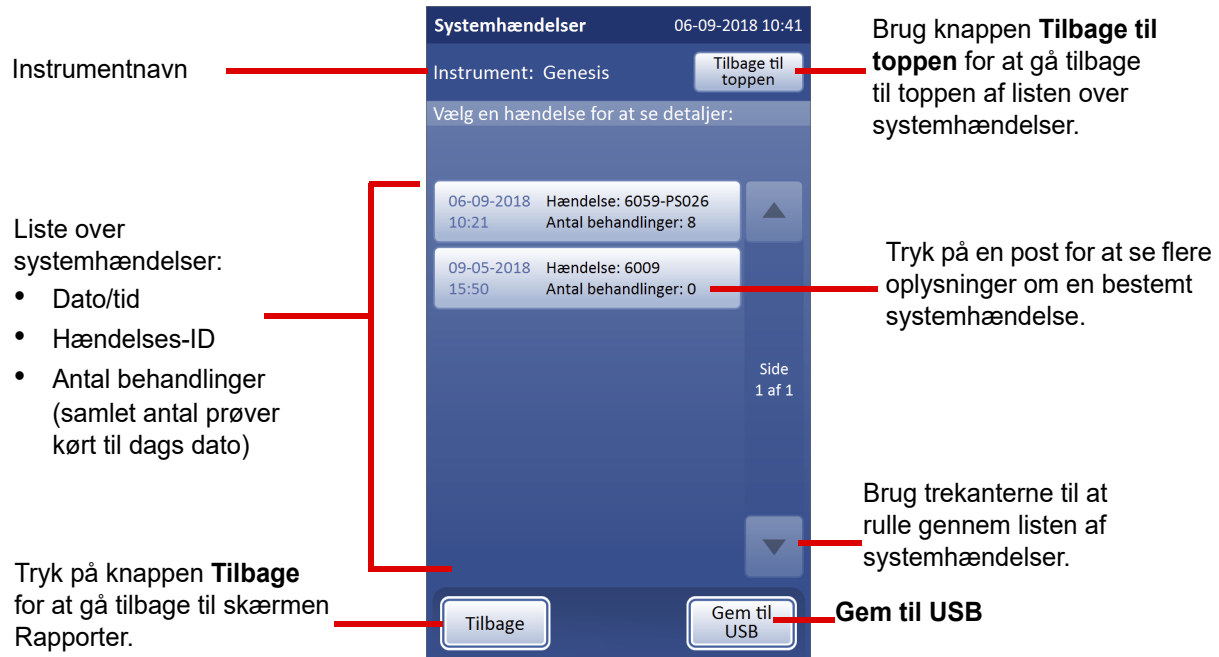 Systemhændelser 06-09-2018 10:41
Instrument: Genesis
Tilbage til
toppen
Vælg en hændelse for at se detaljer:
06-09-2018 Hændelse: 6059-PS026
10:21 Antal behandlinger: 8
09-05-2018 Hændelse: 6009
15:50 Antal behandlinger: 0
Side
1 af 1
Tilbage
Gem til
USB
Instrumentnavn
Liste over
systemhændelser:
• Dato/tid
• Hændelses-ID
• Antal behandlinger
(samlet antal prøver
kørt til dags dato)
Tryk på knappen Tilbage
for at gå tilbage til skærmen
Rapporter.
Brug knappen Tilbage til
toppen for at gå tilbage
til toppen af listen over
systemhændelser.
Tryk på en post for at se flere
oplysninger om en bestemt
systemhændelse.
Brug trekanterne til at
rulle gennem listen af
systemhændelser.
Gem til USB